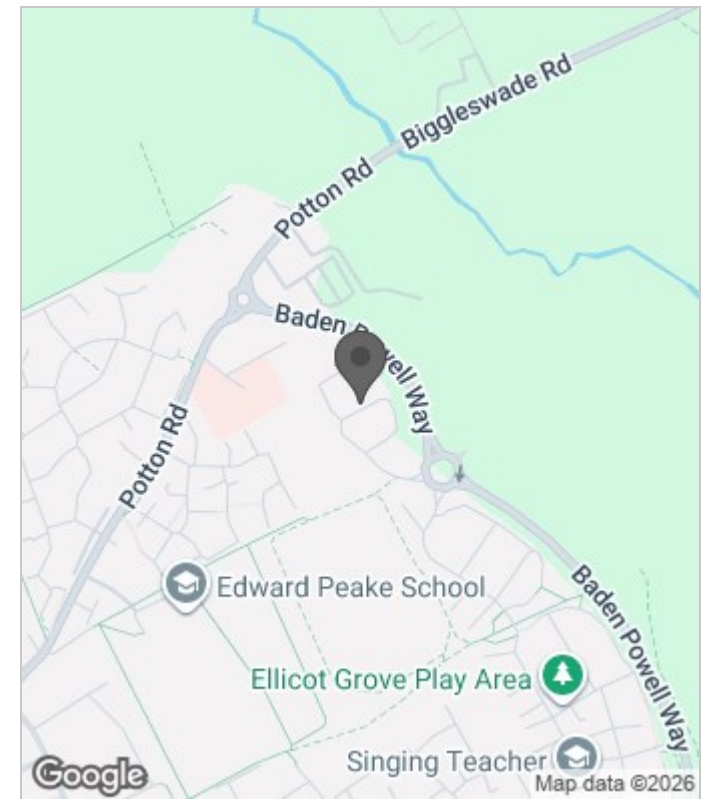 Biggleswade Rd
Potton Rd
Baden Powell Way
Potton Rd
Edward Peake School
Baden Powell Way
Ellicot Grove Play Area
Singing Teacher
Google
Map data ©2026